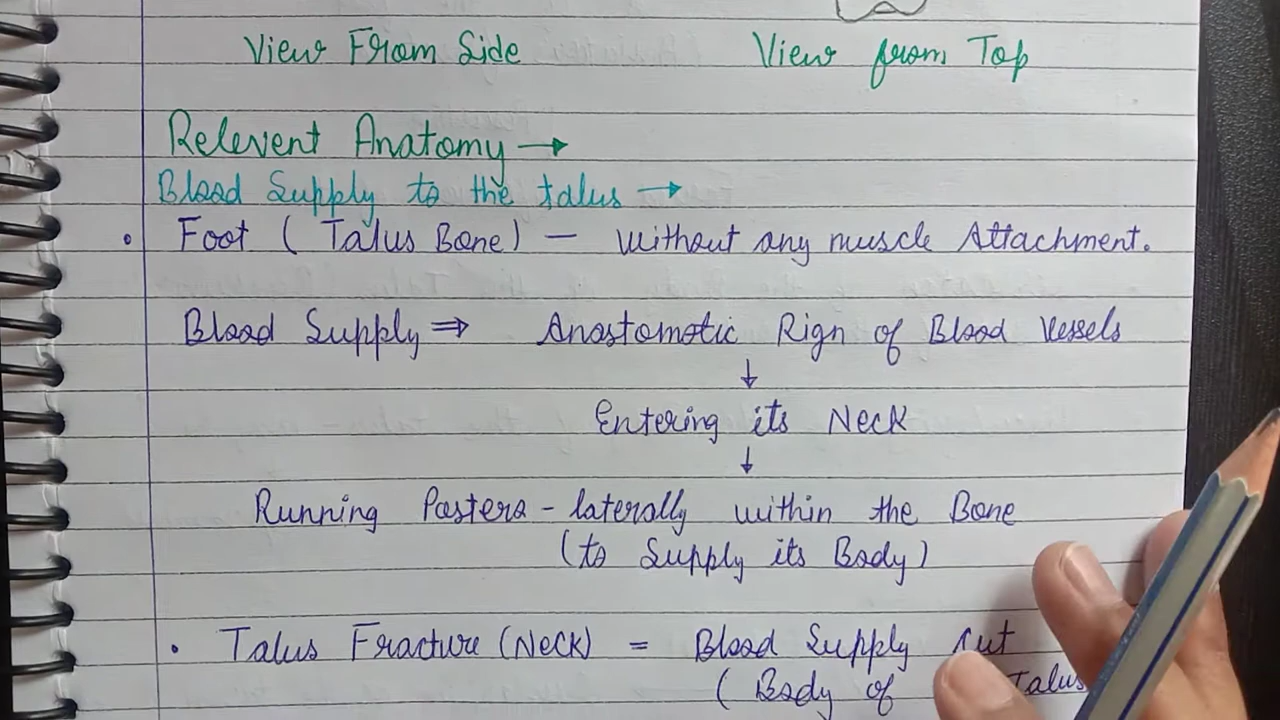 View From Side View from Top
Relevent Anatomy →
Blood Supply to the talus →
• Foot ( Talus Bone) — without any muscle Attachment.
Blood Supply ⇒ Anastomotic Rign of Blood Vessels
↓
Entering its Neck
↓
Running Postero - laterally within the Bone
(to Supply its Body)
• Talus Fracture (Neck) = Blood Supply cut
( Body of Talus